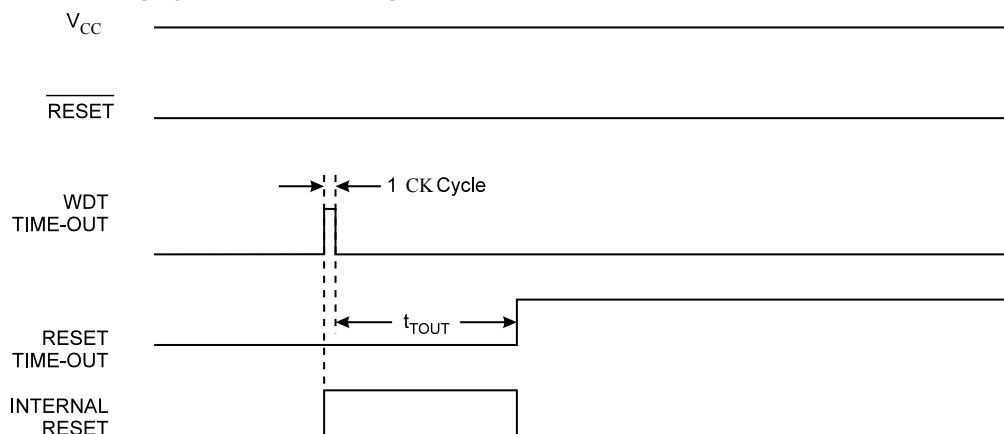 VCC
RESET
1 CK Cycle
WDT
TIME-OUT
tTOUT
RESET
TIME-OUT
INTERNAL
RESET